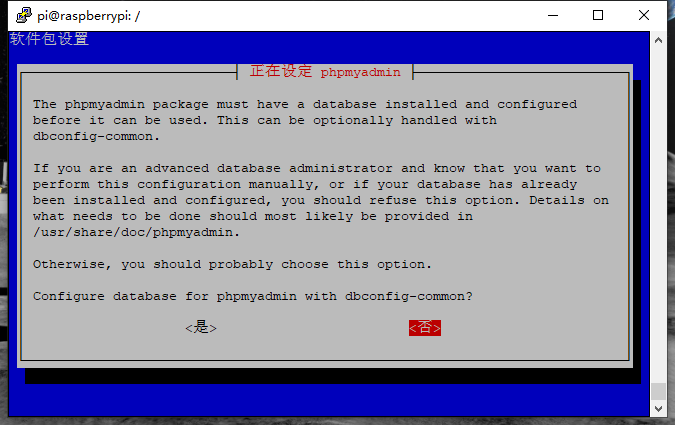 pi@raspberrypi: /
软件包设置
正在设定 phpmyadmin
The phpmyadmin package must have a database installed and configured
before it can be used. This can be optionally handled with
dbconfig-common.
If you are an advanced database administrator and know that you want to
perform this configuration manually, or if your database has already
been installed and configured, you should refuse this option. Details on
what needs to be done should most likely be provided in
/usr/share/doc/phpmyadmin.
Otherwise, you should probably choose this option.
Configure database for phpmyadmin with dbconfig-common?
<是> <否>